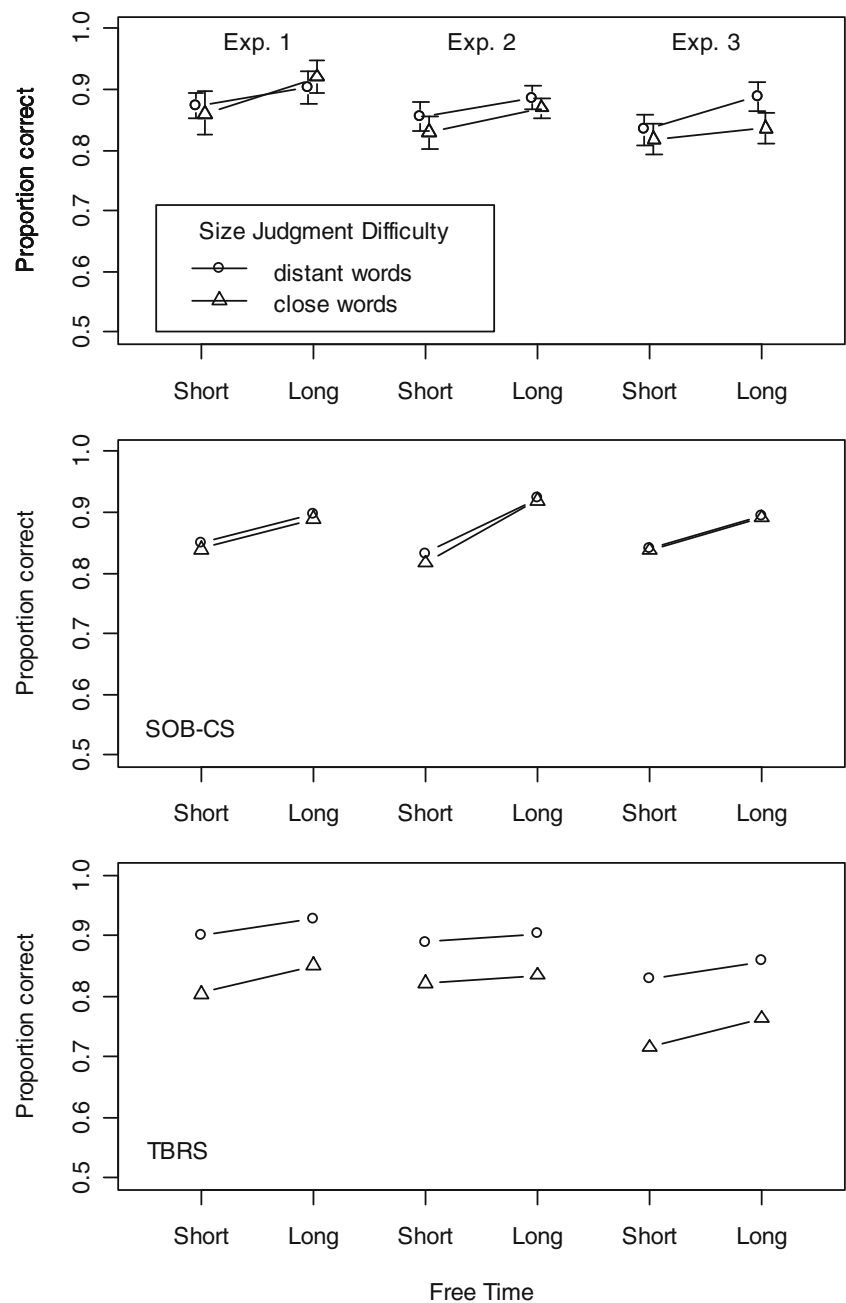 Exp. 1 Exp. 2 Exp. 3
Proportion correct
1.0
0.9
0.8
0.7
0.6
0.5
Size Judgment Difficulty
distant words
close words
Short Long Short Long Short Long
Proportion correct
1.0
0.9
0.8
0.7
0.6
0.5
SOB-CS
Short Long Short Long Short Long
Proportion correct
1.0
0.9
0.8
0.7
0.6
0.5
TBRS
Short Long Short Long Short Long
Free Time